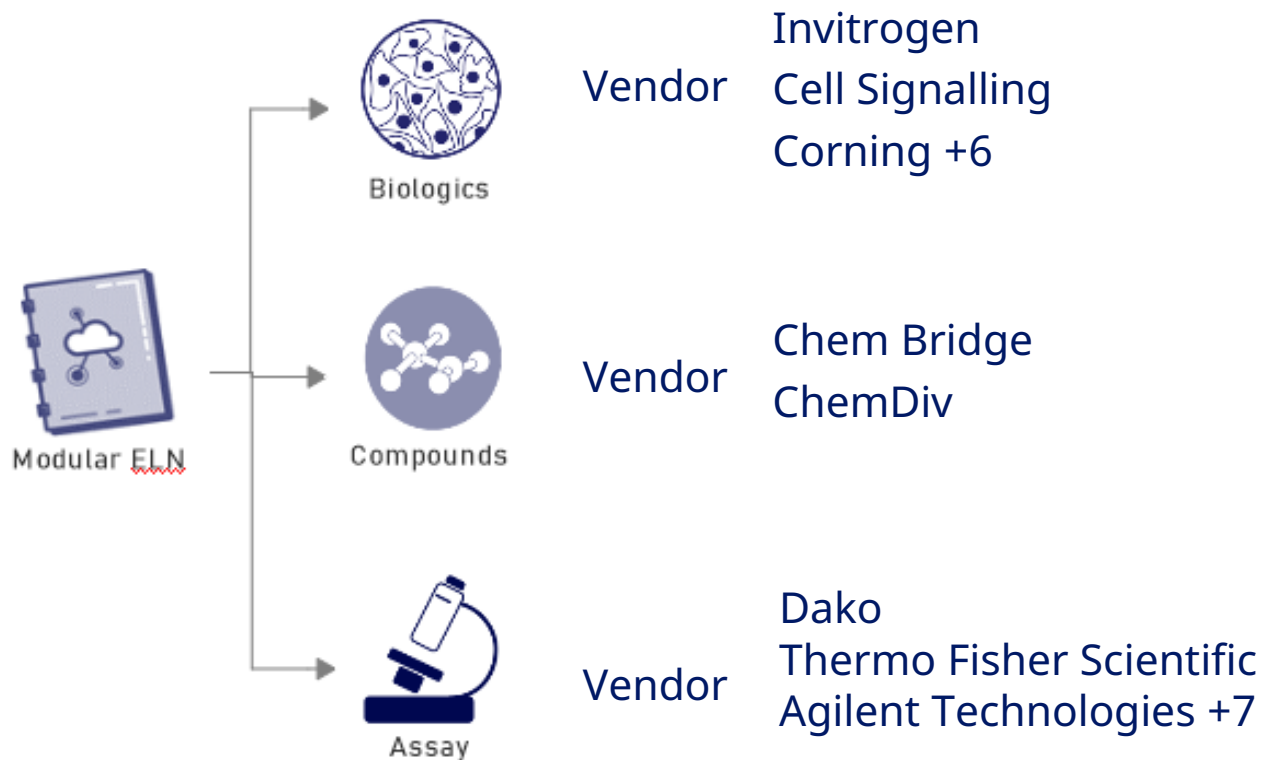 Invitrogen
Vendor Cell Signalling
Corning +6
Biologics
Chem Bridge
Vendor
ChemDiv
Modular ELN
Compounds
Dako
Thermo Fisher Scientific
Vendor
Agilent Technologies +7
Assay